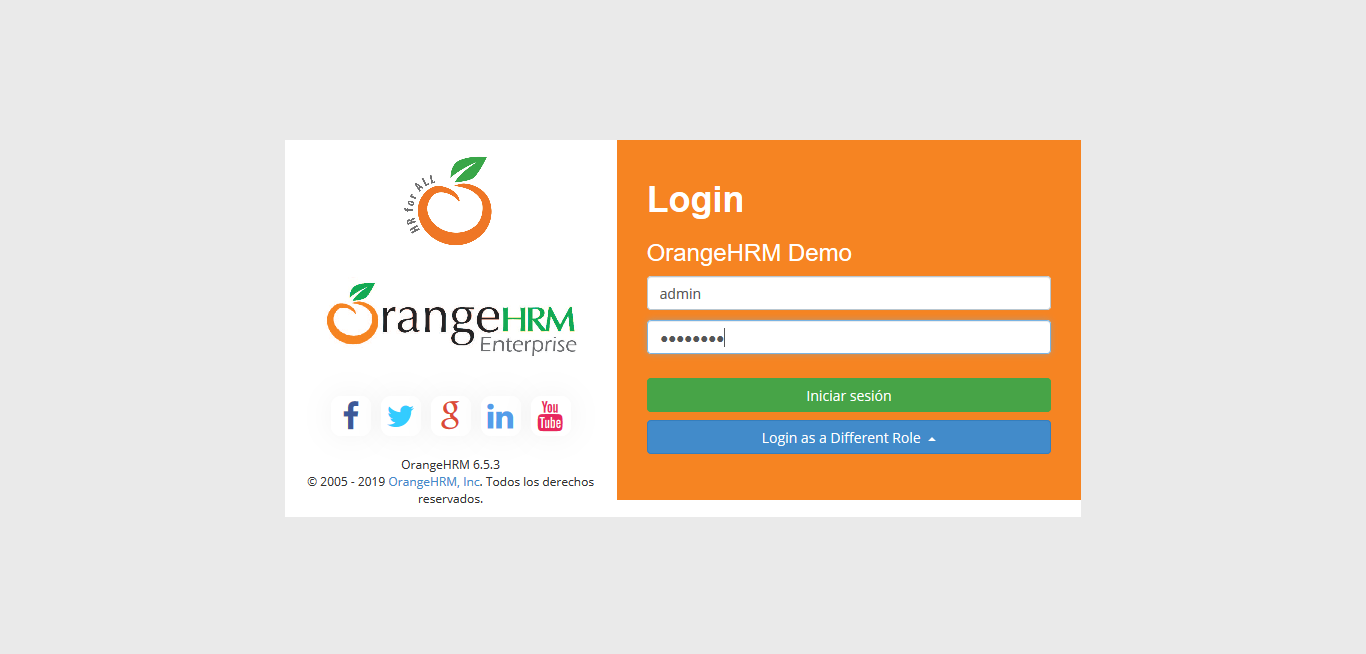 HR for ALL
OrangeHRM
Enterprise
You
Tube
OrangeHRM 6.5.3
© 2005 - 2019 OrangeHRM, Inc. Todos los derechos
reservados.
Login
OrangeHRM Demo
admin
••••••••
Iniciar sesión
Login as a Different Role